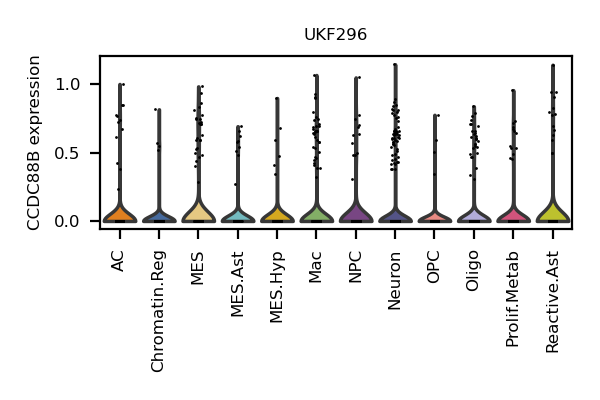 UKF296
CCDC88B expression
1.0
0.5
0.0
AC
Chromatin.Reg
MES
MES.Ast
MES.Hyp
Mac
NPC
Neuron
OPC
Oligo
Prolif.Metab
Reactive.Ast